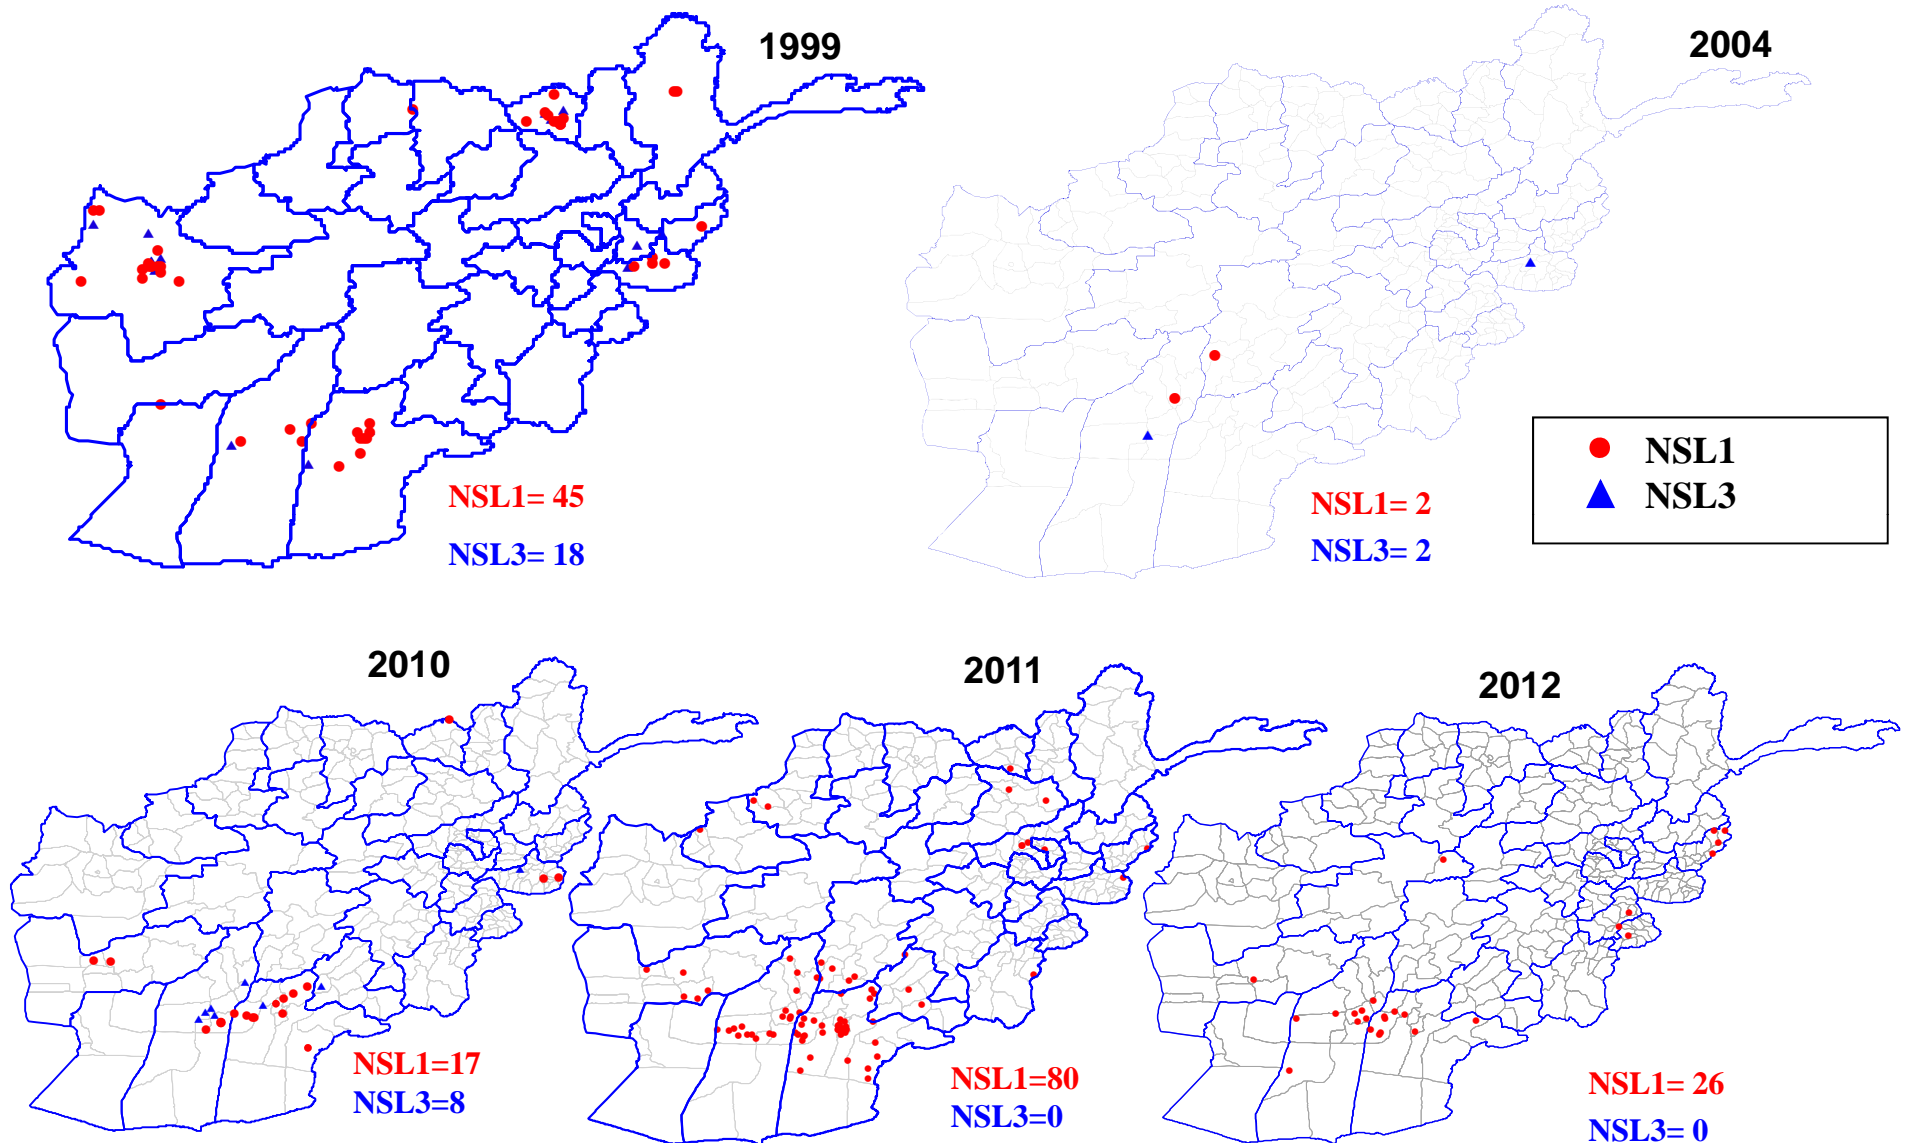 1999
NSL1= 45
NSL3= 18
2004
NSL1= 2
NSL3= 2
NSL1
NSL3
2010
NSL1=17
NSL3=8
2011
NSL1=80
NSL3=0
2012
NSL1= 26
NSL3= 0